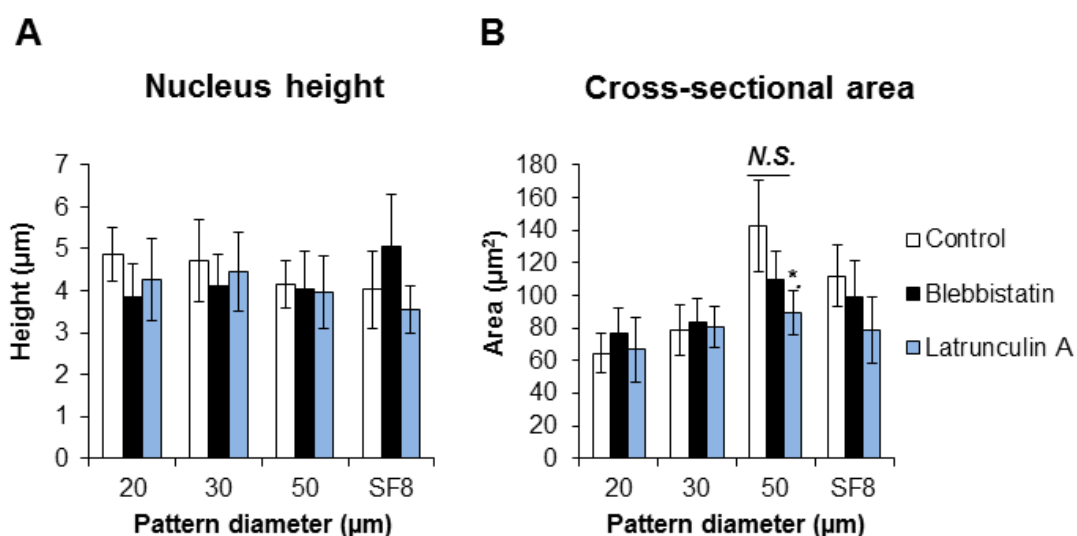 A
B
Nucleus height
Cross-sectional area
7
6
5
4
3
2
1
0
Height (µm)
20 30 50 SF8
Pattern diameter (µm)
180
160
140
120
100
80
60
40
20
0
Area (µm²)
N.S.
*.
20 30 50 SF8
Pattern diameter (µm)
Control
Blebbistatin
Latrunculin A